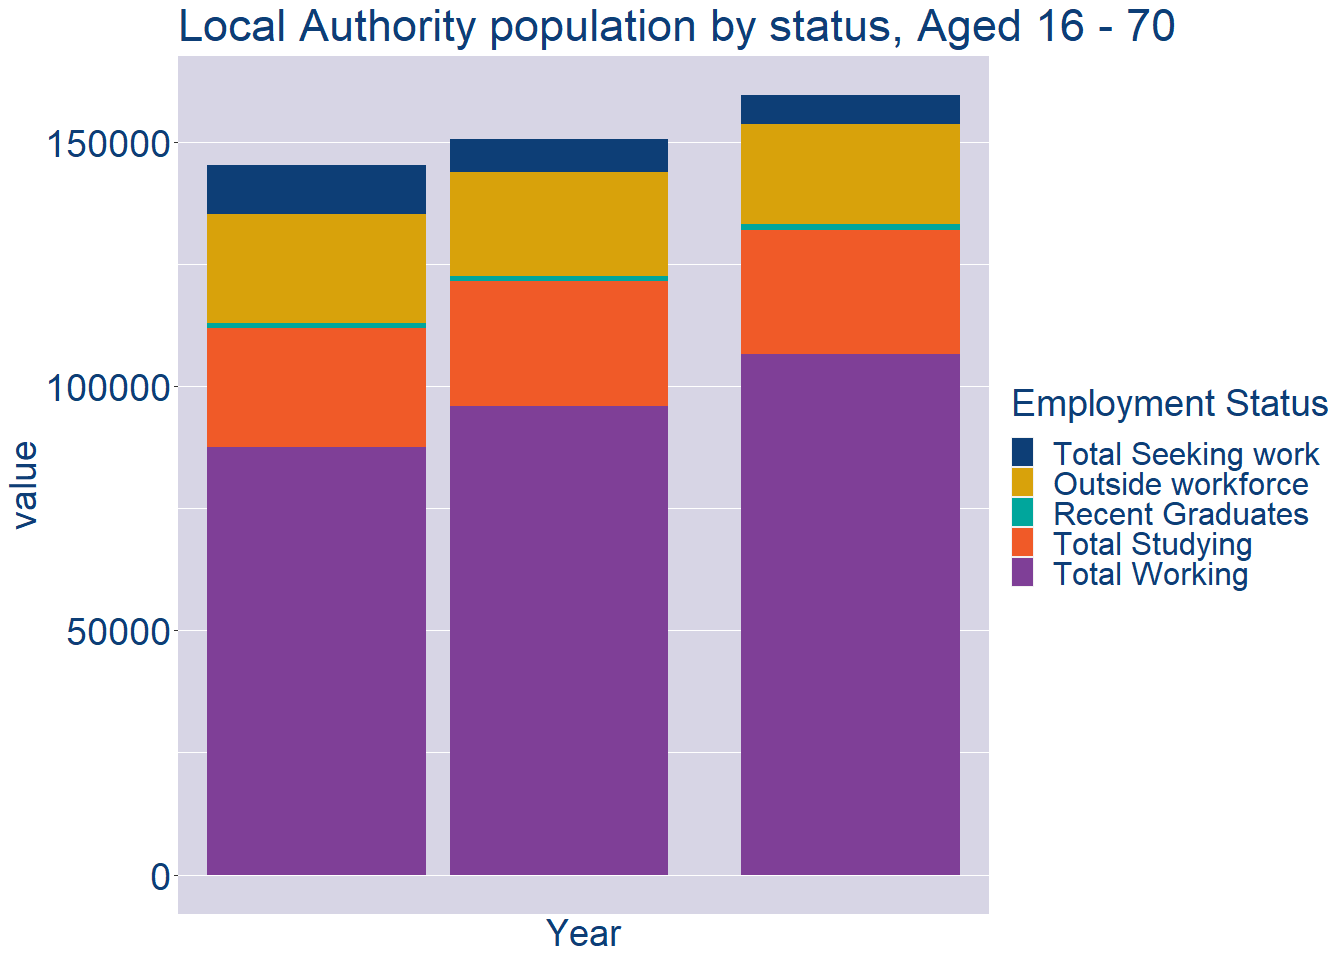 Local Authority population by status, Aged 16 - 70
150000
100000
50000
0
value
Year
Employment Status
Total Seeking work
Outside workforce
Recent Graduates
Total Studying
Total Working